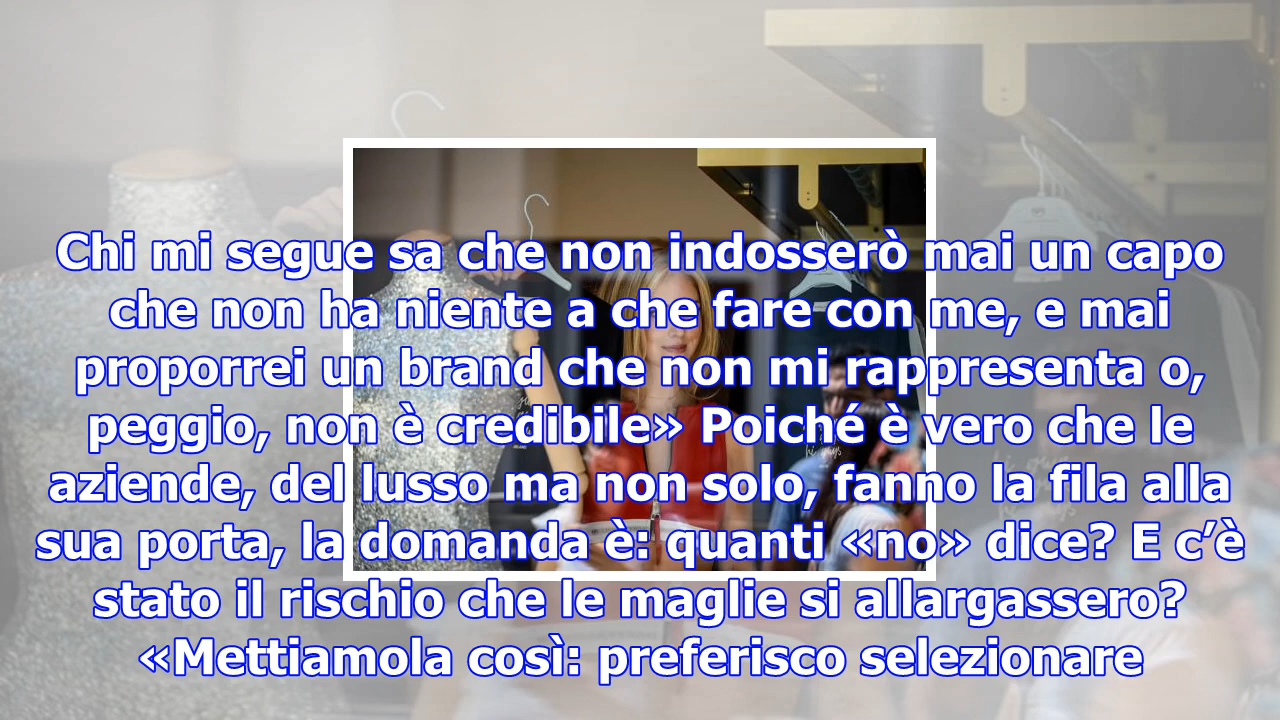 Chi mi segue sa che non indosserò mai un capo
che non ha niente a che fare con me, e mai
proporrei un brand che non mi rappresenta o,
peggio, non è credibile» Poiché è vero che le
aziende, del lusso ma non solo, fanno la fila alla
sua porta, la domanda è: quanti «no» dice? E c’è
stato il rischio che le maglie si allargassero?
«Mettiamola così: preferisco selezionare